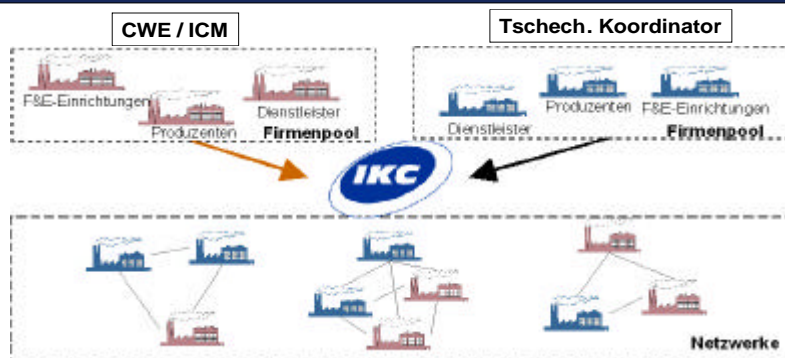 CWE / ICM
Tschech. Koordinator
F&E-Einrichtungen
Dienstleister
Produzenten
Firmenpool
Produzenten
F&E-Einrichtungen
Dienstleister
Firmenpool
IKC
Netzwerke